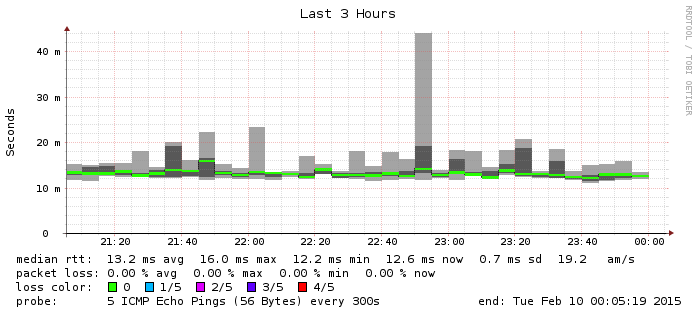 Last 3 Hours
RRDTOOL / TOBI OETIKER
Seconds
40 m
30 m
20 m
10 m
0
21:20 21:40 22:00 22:20 22:40 23:00 23:20 23:40 00:00
median rtt: 13.2 ms avg 16.0 ms max 12.2 ms min 12.6 ms now 0.7 ms sd 19.2 am/s
packet loss: 0.00 % avg 0.00 % max 0.00 % min 0.00 % now
loss color: 0 1/5 2/5 3/5 4/5
probe: 5 ICMP Echo Pings (56 Bytes) every 300s end: Tue Feb 10 00:05:19 2015